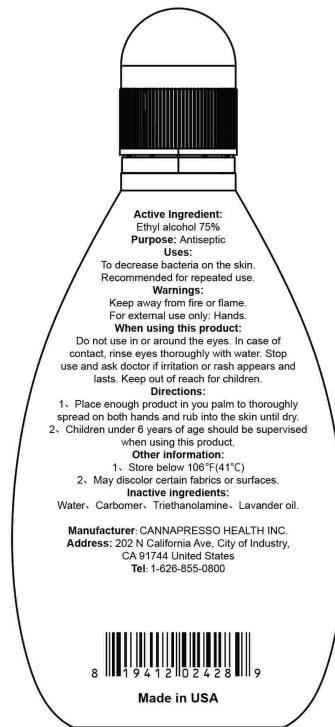 Active Ingredient:
Ethyl alcohol 75%
Purpose: Antiseptic
Uses:
To decrease bacteria on the skin.
Recommended for repeated use.
Warnings:
Keep away from fire or flame.
For external use only: Hands.
When using this product:
Do not use in or around the eyes. In case of
contact, rinse eyes thoroughly with water. Stop
use and ask doctor if irritation or rash appears and
lasts. Keep out of reach for children.
Directions:
1、Place enough product in you palm to thoroughly
spread on both hands and rub into the skin until dry.
2、Children under 6 years of age should be supervised
when using this product.
Other information:
1、Store below 106°F(41℃)
2、May discolor certain fabrics or surfaces.
Inactive ingredients:
Water、Carbomer、Triethanolamine、Lavander oil.
Manufacturer: CANNAPRESSO HEALTH INC.
Address: 202 N California Ave, City of Industry,
CA 91744 United States
Tel: 1-626-855-0800
8 19412 02428 9
Made in USA